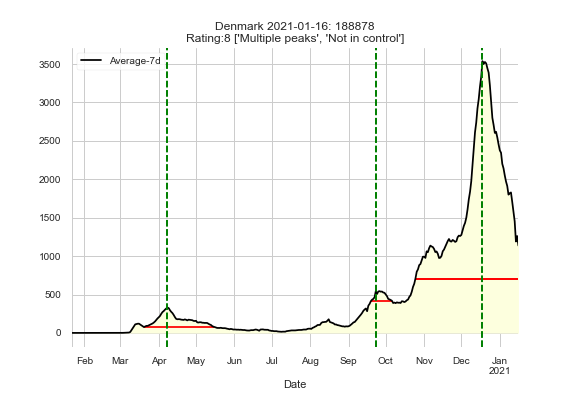 Denmark 2021-01-16: 188878
Rating:8 ['Multiple peaks', 'Not in control']
Average-7d
3500
3000
2500
2000
1500
1000
500
0
Feb Mar Apr May Jun Jul Aug Sep Oct Nov Dec Jan
2021
Date